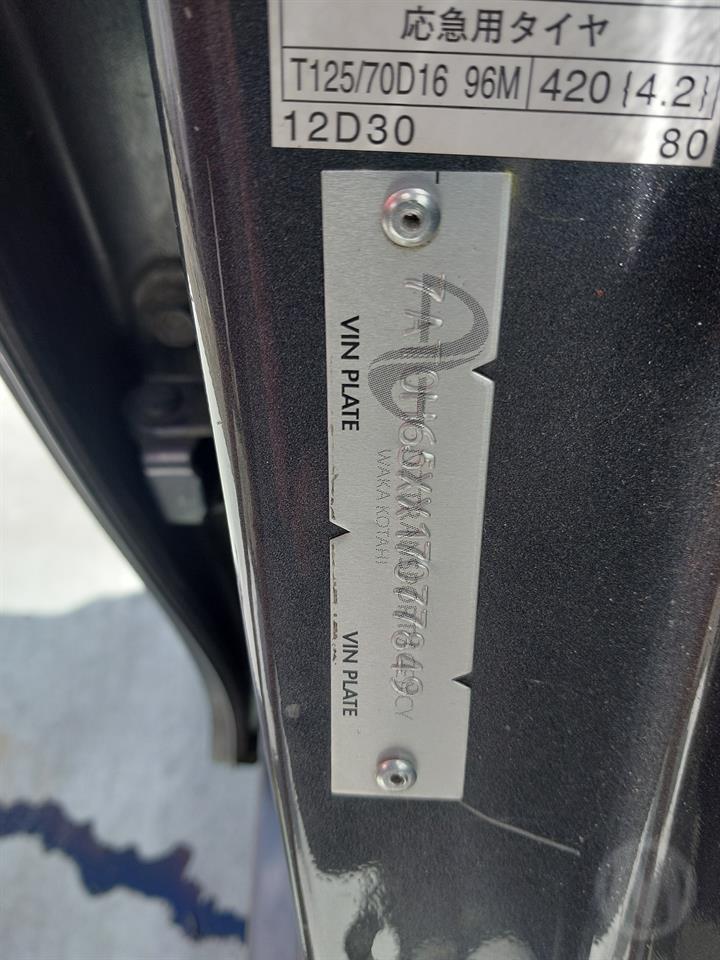 応急用タイヤ
T125/70D16 96M 420 {4.2}
12D30 80
VIN PLATE
7AT0H65XX17077849
WAKA KOTAHI
VIN PLATE